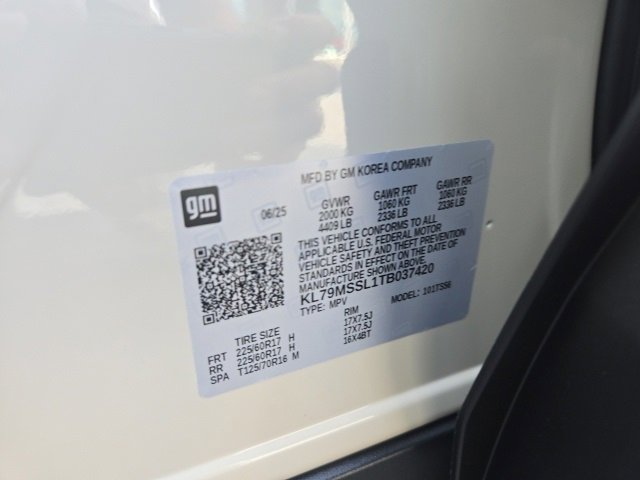 MFD BY GM KOREA COMPANY
gm
06/25
GVWR GAWR FRT GAWR RR
2000 KG 1060 KG 1060 KG
4409 LB 2336 LB 2336 LB
THIS VEHICLE CONFORMS TO ALL
APPLICABLE U.S. FEDERAL MOTOR
VEHICLE SAFETY AND THEFT PREVENTION
STANDARDS IN EFFECT ON THE DATE OF
MANUFACTURE SHOWN ABOVE.
KL79MSSL1TB037420
TYPE: MPV MODEL: 101TS56
TIRE SIZE RIM
FRT 225/60R17 H 17X7.5J
RR 225/60R17 H 17X7.5J
SPA T125/70R16 M 16X4BT